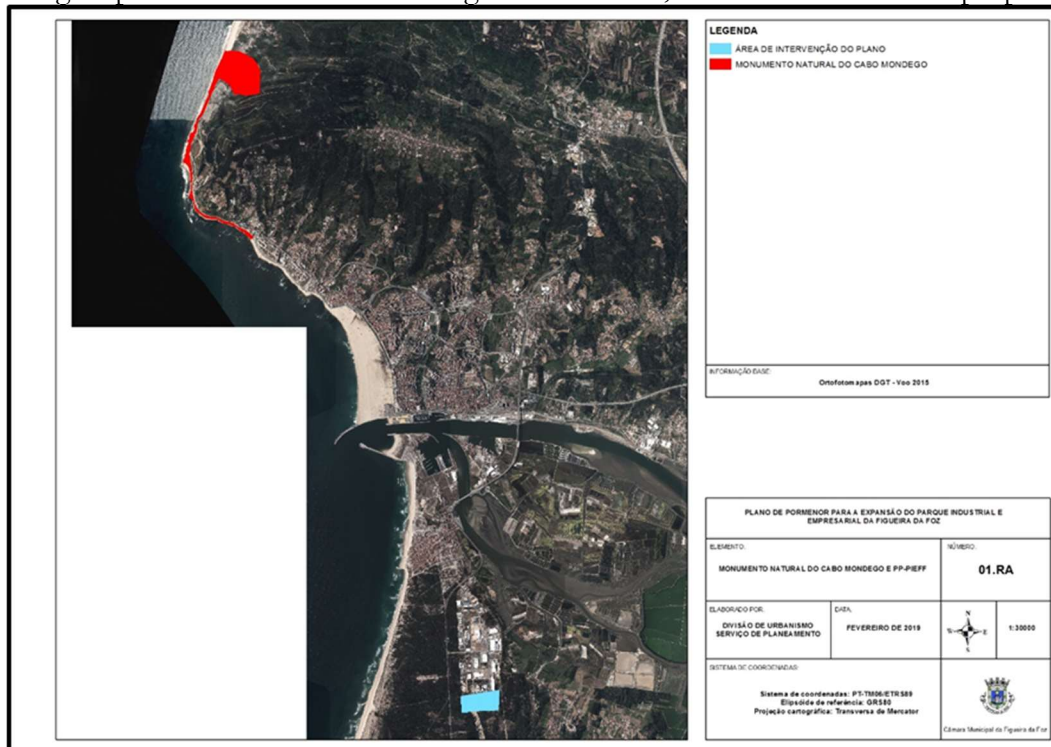 LEGENDA
ÁREA DE INTERVENÇÃO DO PLANO
MONUMENTO NATURAL DO CABO MONDEGO
INFORMAÇÃO BASE:
Ortofotomapas DGT - Voo 2015
PLANO DE PORMENOR PARA A EXPANSÃO DO PARQUE INDUSTRIAL E
EMPRESARIAL DA FIGUEIRA DA FOZ
ELEMENTO:
MONUMENTO NATURAL DO CABO MONDEGO E PP-PIEFF
NÚMERO:
01.RA
ELABORADO POR:
DIVISÃO DE URBANISMO
SERVIÇO DE PLANEAMENTO
DATA:
FEVEREIRO DE 2019
N
W E
S
1:30000
SISTEMA DE COORDENADAS:
Sistema de coordenadas: PT-TM06/ETRS89
Elipsóide de referência: GRS80
Projeção cartográfica: Transversa de Mercator
Câmara Municipal da Figueira da Foz